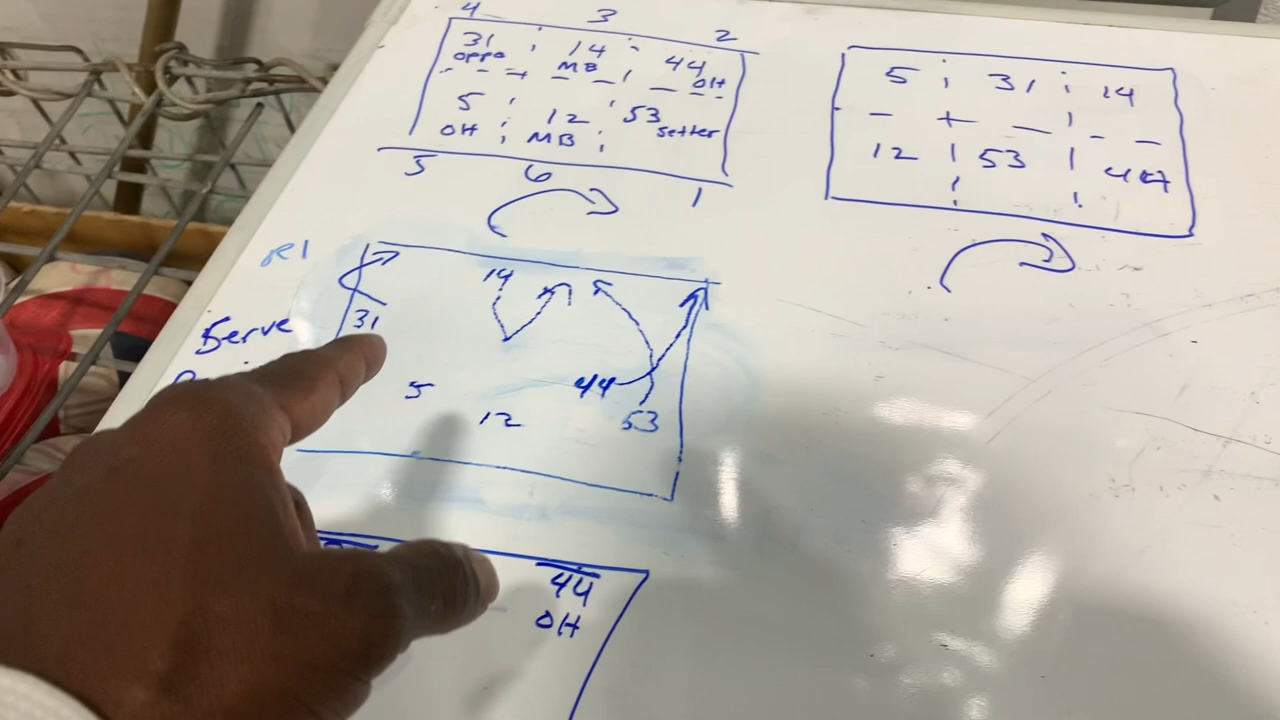 4 3 2
31 14 44
oppo MB OH
5 12 53
OH MB Setter
5 6 1
5 31 14
12 53 44
R1
Serve
14
31
5 44
12 53
44
OH